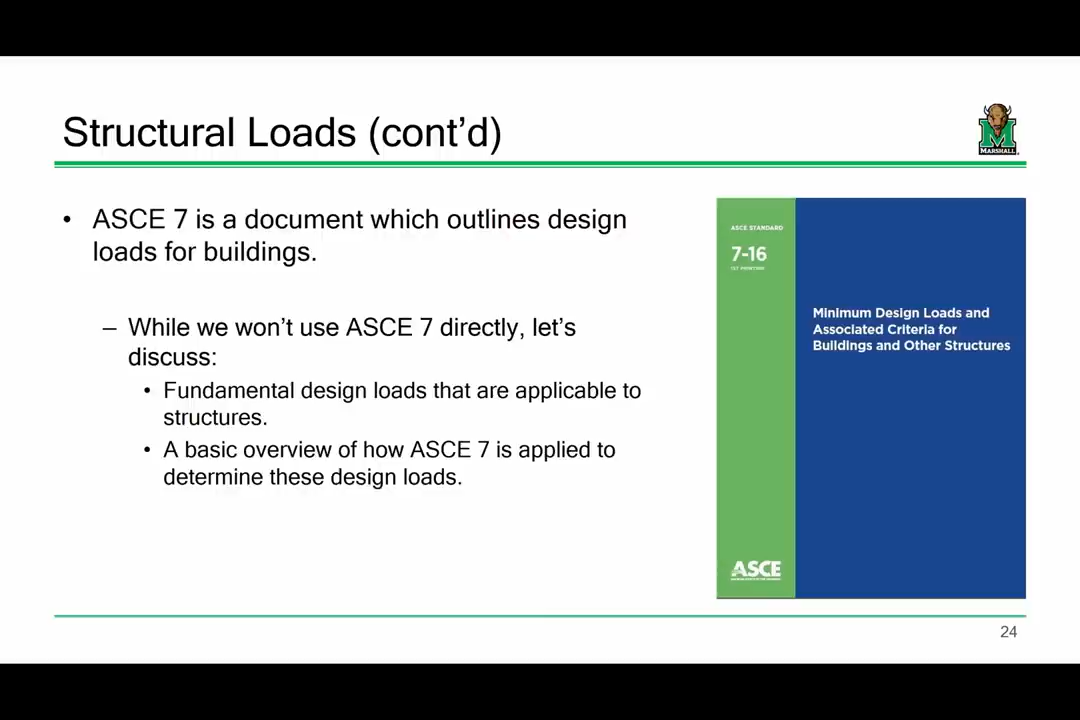 Structural Loads (cont’d)
M
MARSHALL
• ASCE 7 is a document which outlines design
loads for buildings.
– While we won’t use ASCE 7 directly, let’s
discuss:
• Fundamental design loads that are applicable to
structures.
• A basic overview of how ASCE 7 is applied to
determine these design loads.
ASCE STANDARD
7-16
Minimum Design Loads and
Associated Criteria for
Buildings and Other Structures
ASCE
24